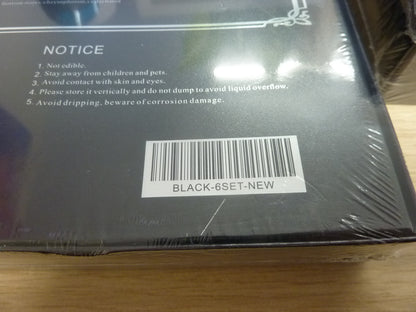 NOTICE
1. Not edible.
2. Stay away from children and pets.
3. Avoid contact with skin and eyes.
4. Please store it vertically and do not dump to avoid liquid overflow.
5. Avoid dripping, beware of corrosion damage.
BLACK-6SET-NEW